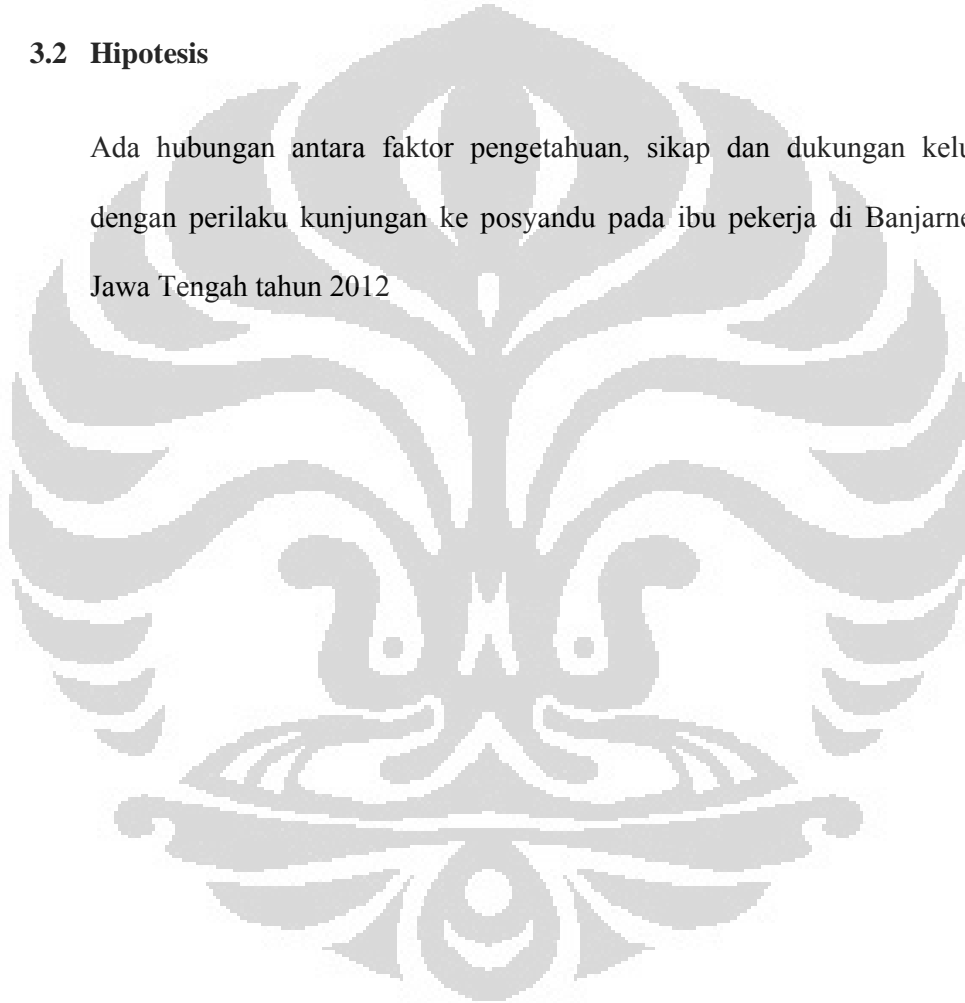 3.2 Hipotesis
Ada hubungan antara faktor pengetahuan, sikap dan dukungan kelu
dengan perilaku kunjungan ke posyandu pada ibu pekerja di Banjarne
Jawa Tengah tahun 2012